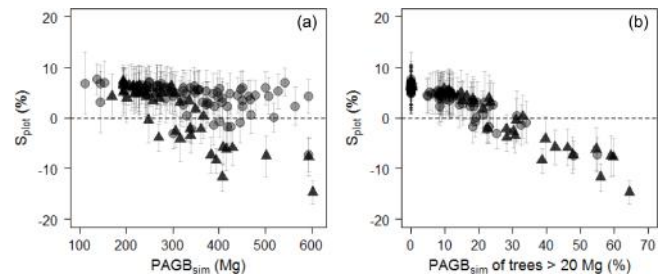 (a)
20
10
0
-10
-20
S_plot (%)
100 200 300 400 500 600
PAGB_sim (Mg)
(b)
20
10
0
-10
-20
S_plot (%)
0 10 20 30 40 50 60 70
PAGB_sim of trees > 20 Mg (%)